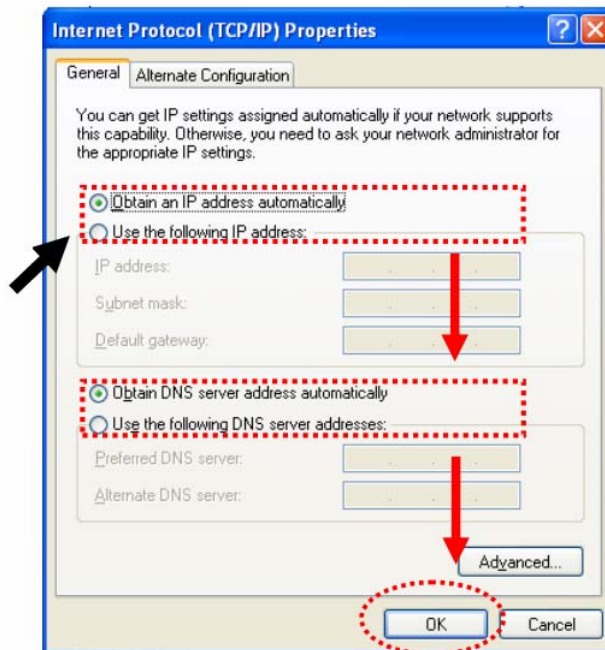 Internet Protocol (TCP/IP) Properties
General
Alternate Configuration
You can get IP settings assigned automatically if your network supports
this capability. Otherwise, you need to ask your network administrator for
the appropriate IP settings.
Obtain an IP address automatically
Use the following IP address:
IP address:
Subnet mask:
Default gateway:
Obtain DNS server address automatically
Use the following DNS server addresses:
Preferred DNS server:
Alternate DNS server:
Advanced...
OK
Cancel